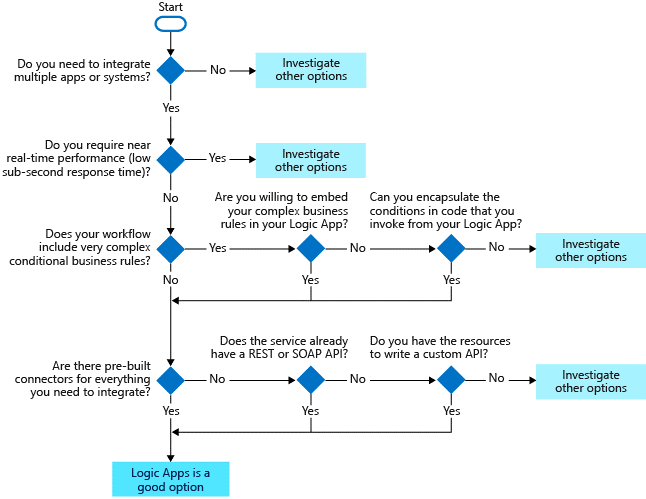 Start
Do you need to integrate
multiple apps or systems?
No
Investigate
other options
Yes
Do you require near
real-time performance (low
sub-second response time)?
Yes
Investigate
other options
No
Are you willing to embed
your complex business
rules in your Logic App?
Can you encapsulate the
conditions in code that you
invoke from your Logic App?
Does your workflow
include very complex
conditional business rules?
Yes
No
No
Investigate
other options
No
Yes
Yes
Does the service already
have a REST or SOAP API?
Do you have the resources
to write a custom API?
Are there pre-built
connectors for everything
you need to integrate?
No
No
No
Investigate
other options
Yes
Yes
Yes
Logic Apps is a
good option